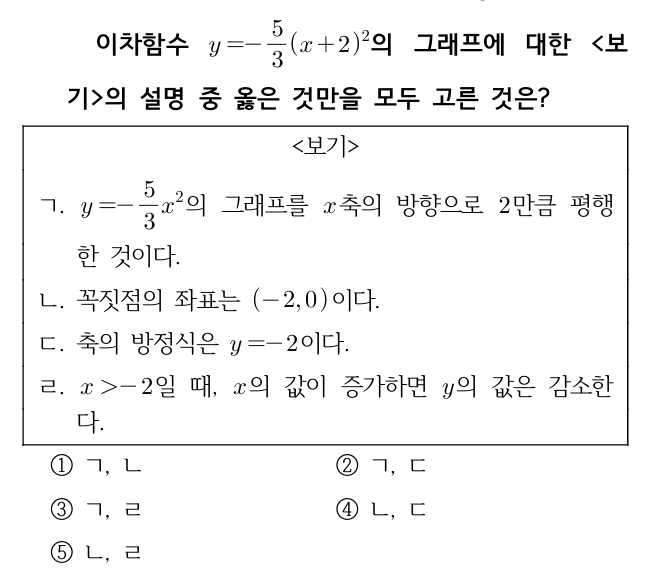 이차함수 y=-\frac{5}{3}(x+2)^2의 그래프에 대한 <보
기>의 설명 중 옳은 것만을 모두 고른 것은?
<보기>
ㄱ. y=-\frac{5}{3}x^2의 그래프를 x축의 방향으로 2만큼 평행
한 것이다.
ㄴ. 꼭짓점의 좌표는 (-2,0)이다.
ㄷ. 축의 방정식은 y=-2이다.
ㄹ. x>-2일 때, x의 값이 증가하면 y의 값은 감소한
다.
① ㄱ, ㄴ ② ㄱ, ㄷ
③ ㄱ, ㄹ ④ ㄴ, ㄷ
⑤ ㄴ, ㄹ